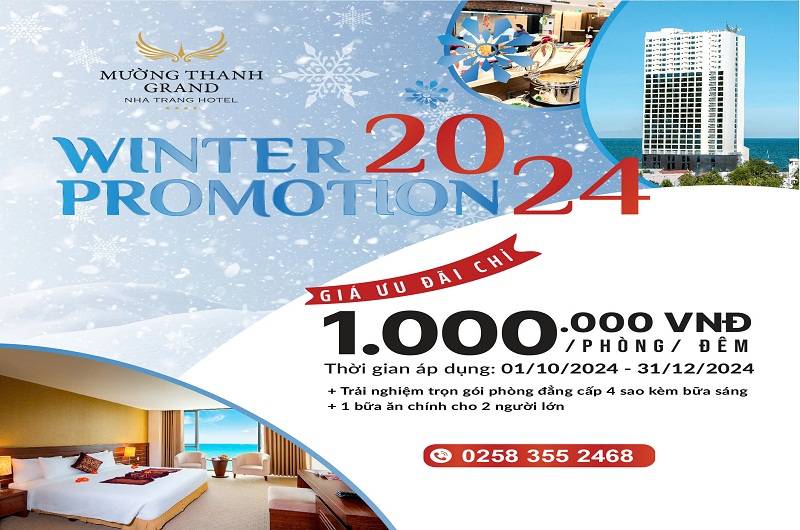 MƯỜNG THANH
GRAND
NHA TRANG HOTEL
WINTER 20
PROMOTION 24
GIÁ ƯU ĐÃI CHỈ
1.000.000 VNĐ
/PHÒNG/ ĐÊM
Thời gian áp dụng: 01/10/2024 - 31/12/2024
+ Trải nghiệm trọn gói phòng đẳng cấp 4 sao kèm bữa sáng
+ 1 bữa ăn chính cho 2 người lớn
0258 355 2468